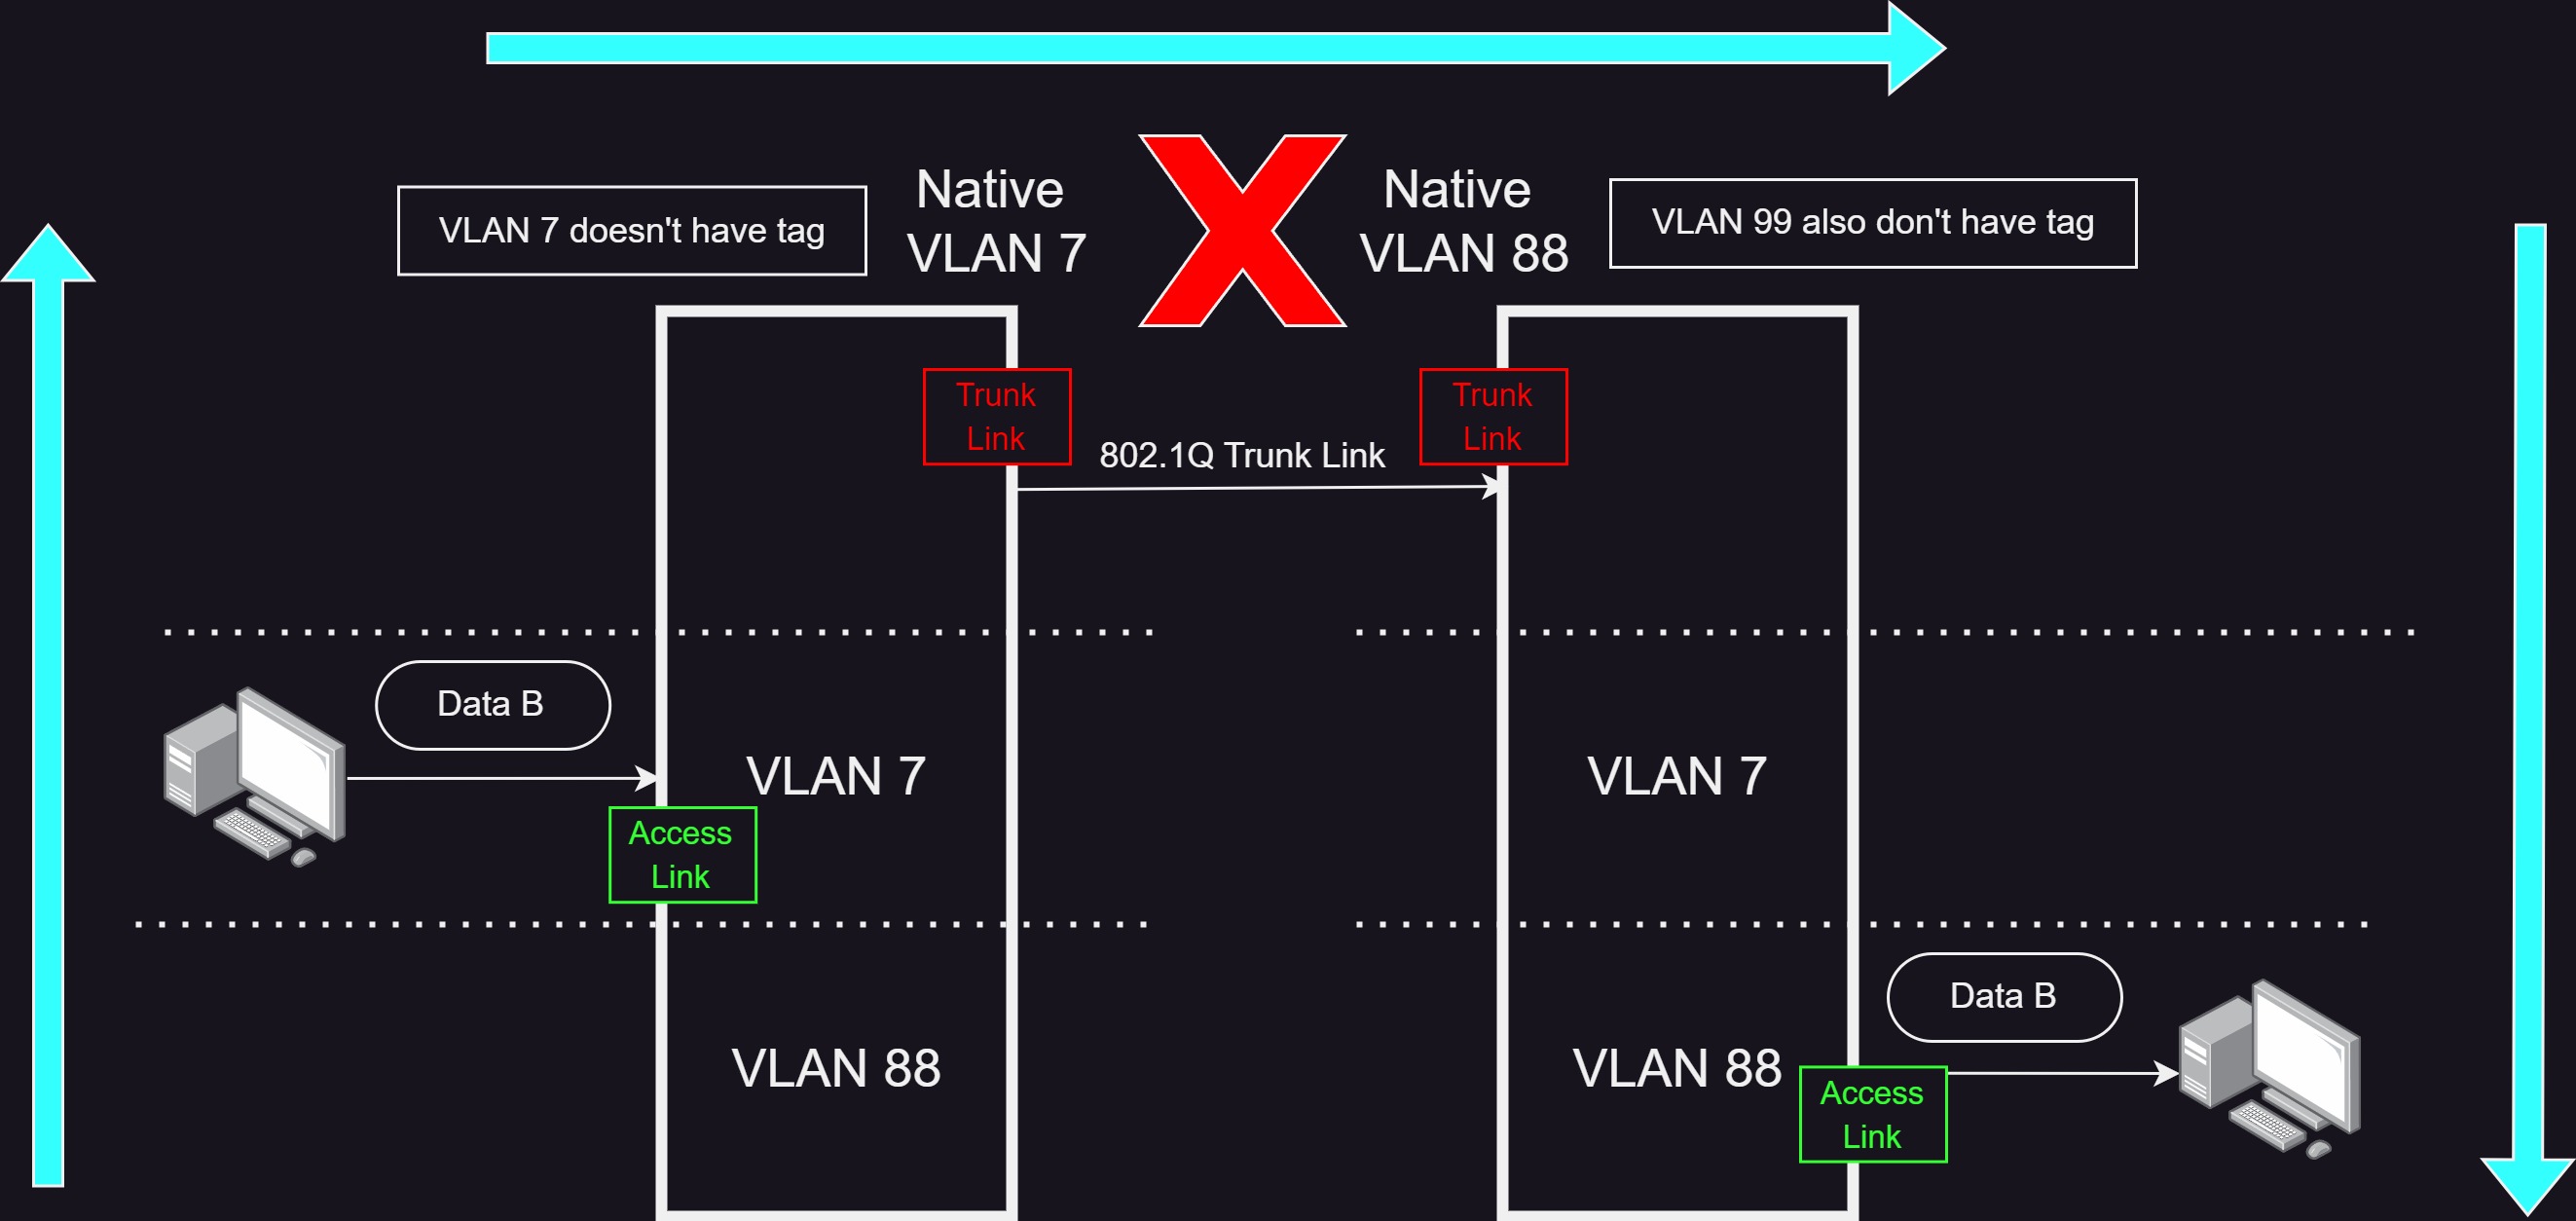 Native
VLAN 7
Native
VLAN 88
VLAN 7 doesn't have tag
VLAN 99 also don't have tag
Trunk
Link
802.1Q Trunk Link
Trunk
Link
Data B
VLAN 7
Access
Link
VLAN 7
VLAN 88
VLAN 88
Data B
Access
Link